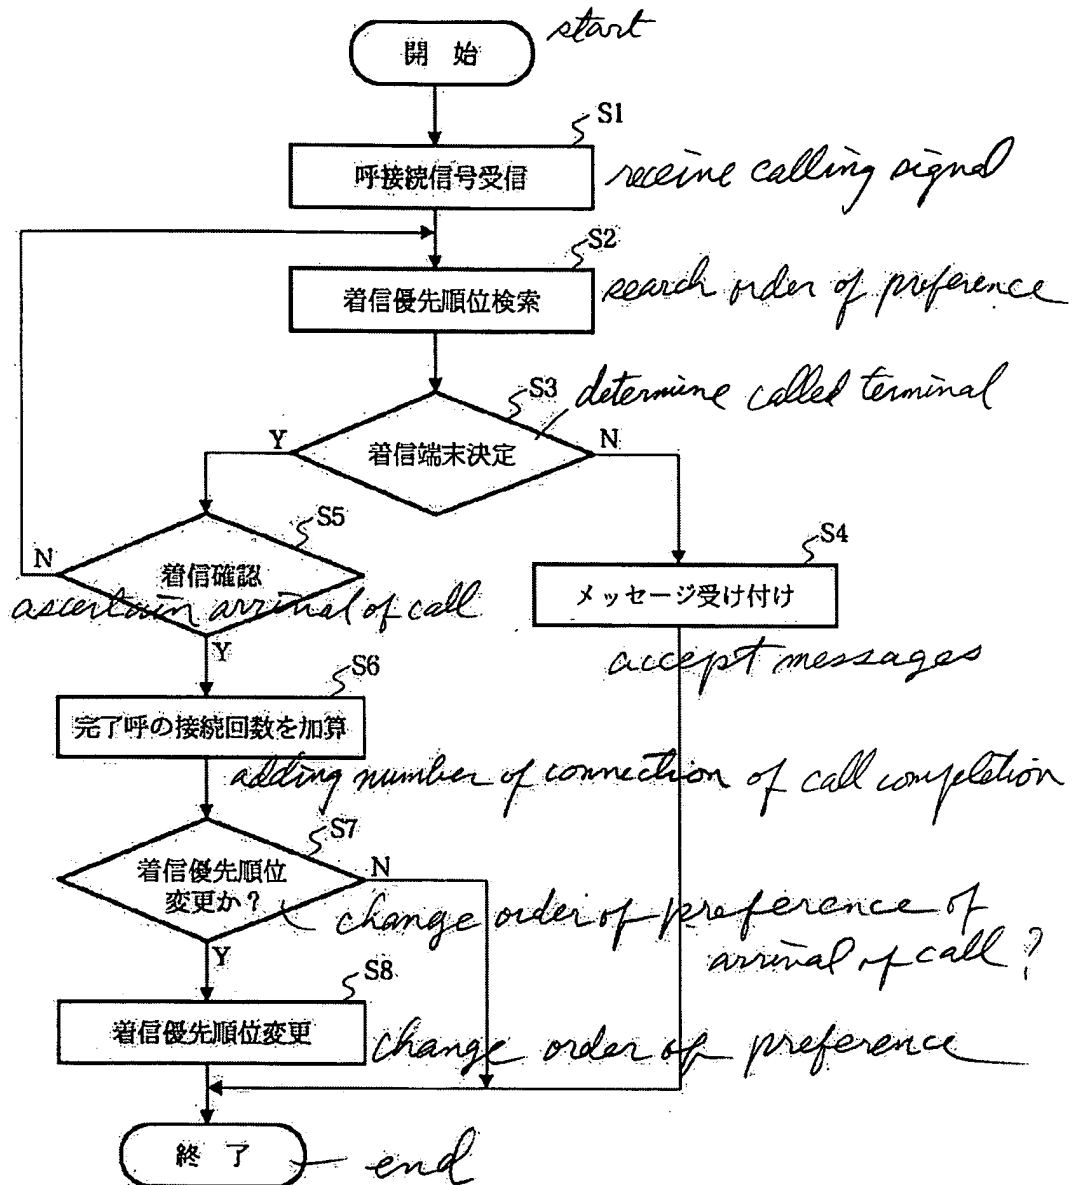 開 始
start
S1
呼接続信号受信
receive calling signal
S2
着信優先順位検索
search order of preference
S3
determine called terminal
Y
着信端末決定
N
S5
N
着信確認
ascertain arrival of call
Y
S4
メッセージ受け付け
accept messages
S6
完了呼の接続回数を加算
adding number of connection of call completion
S7
着信優先順位
変更か?
N
change order of preference of
arrival of call?
Y
S8
着信優先順位変更
change order of preference
終 了
end